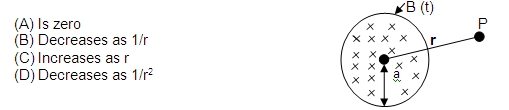 (A) Is zero
(B) Decreases as 1/r
(C) Increases as r
(D) Decreases as 1/r²
B (t)
P
r
a